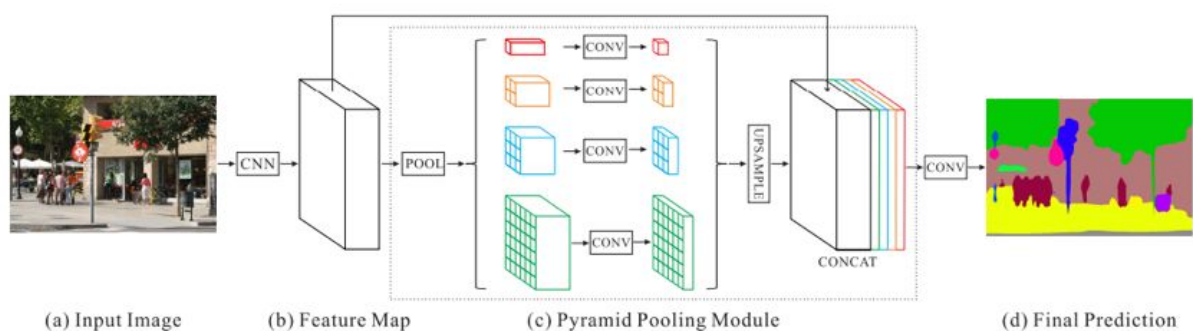 CNN
POOL
CONV
CONV
CONV
CONV
UPSAMPLE
CONCAT
CONV
(a) Input Image
(b) Feature Map
(c) Pyramid Pooling Module
(d) Final Prediction